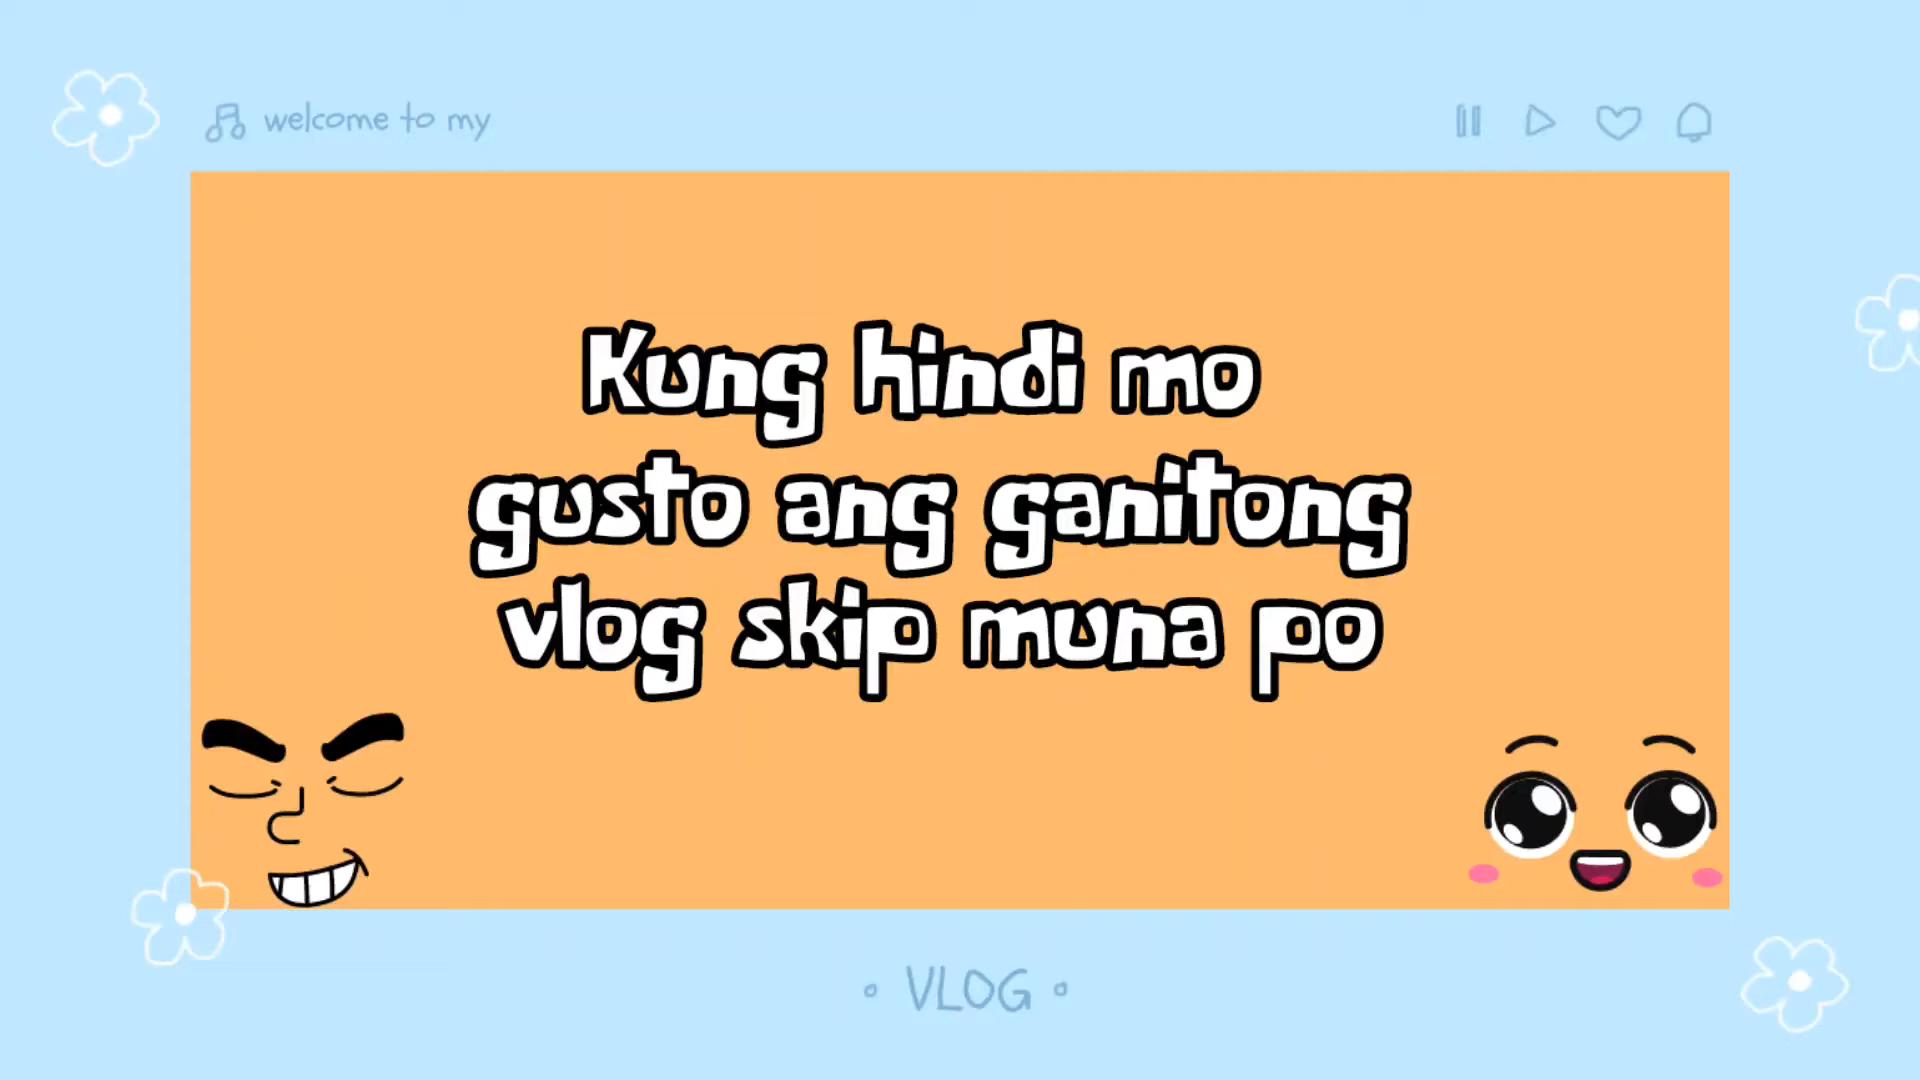 welcome to my
Kung hindi mo
gusto ang ganitong
vlog skip muna po
• VLOG •